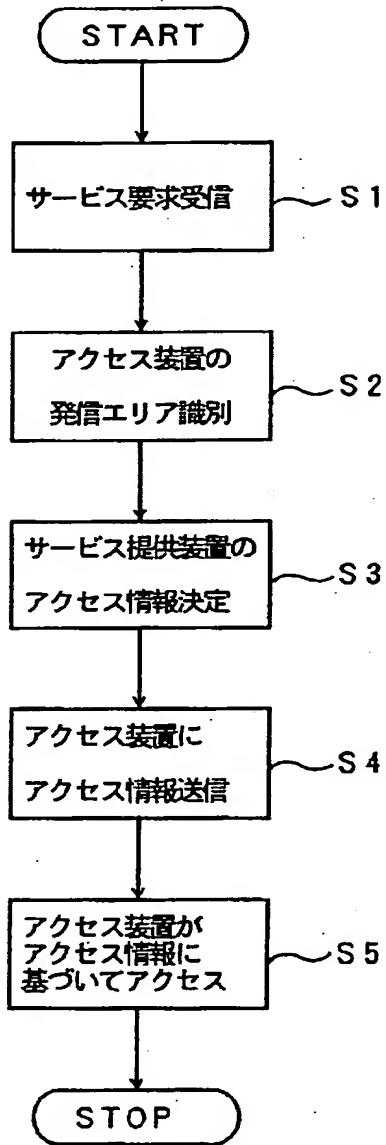 START
サービス要求受信
S1
アクセス装置の
発信エリア識別
S2
サービス提供装置の
アクセス情報決定
S3
アクセス装置に
アクセス情報送信
S4
アクセス装置が
アクセス情報に
基づいてアクセス
S5
STOP